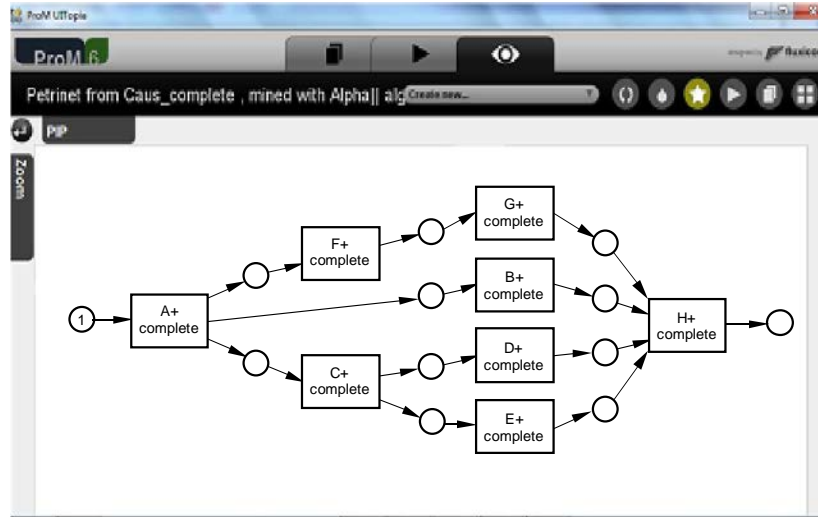 ProM UITopia
ProM 6
fluxicon
Petrinet from Caus_complete , mined with Alpha|| alg
Create new...
PIP
Zoom
G+
complete
F+
complete
B+
complete
A+
complete
1
H+
complete
D+
complete
C+
complete
E+
complete